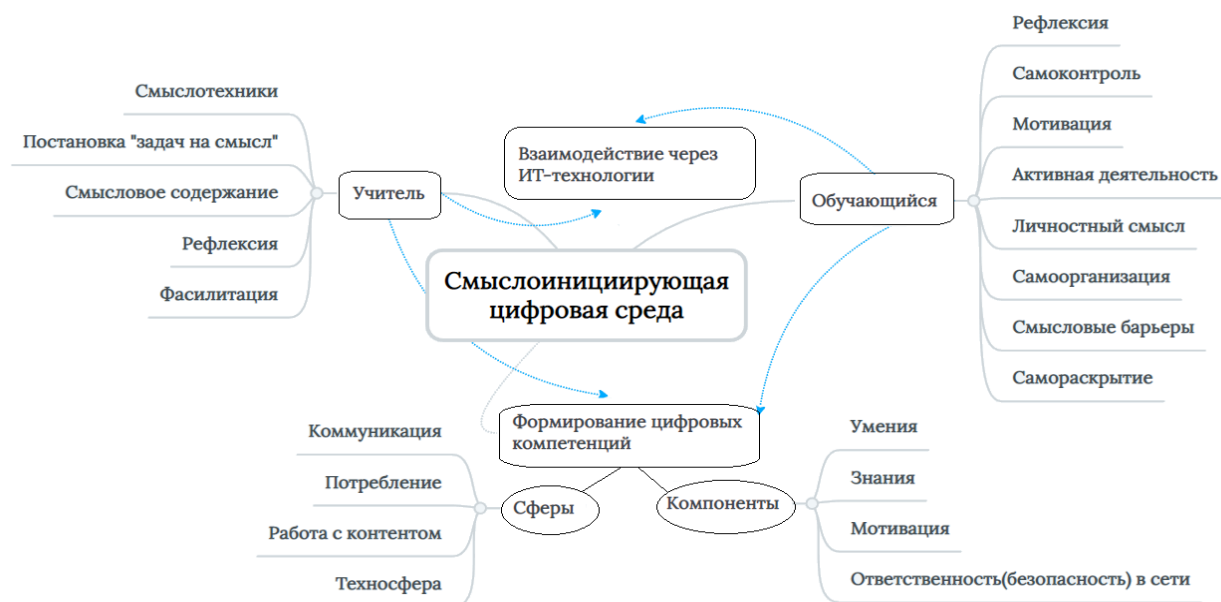 Смыслотехники
Постановка "задач на смысл"
Смысловое содержание
Рефлексия
Фасилитация
Учитель
Взаимодействие через
ИТ-технологии
Обучающийся
Рефлексия
Самоконтроль
Мотивация
Активная деятельность
Личностный смысл
Самоорганизация
Смысловые барьеры
Самораскрытие
Смыслоинициирующая
цифровая среда
Формирование цифровых
компетенций
Сферы
Коммуникация
Потребление
Работа с контентом
Техносфера
Компоненты
Умения
Знания
Мотивация
Ответственность(безопасность) в сети